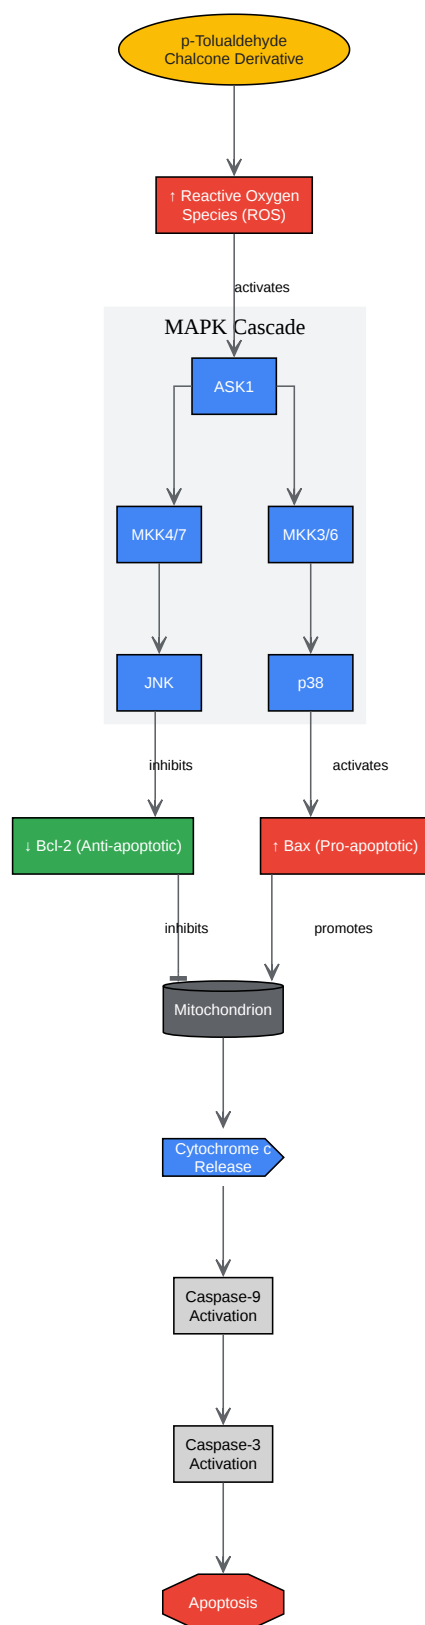 p-Tolualdehyde
Chalcone Derivative
↑ Reactive Oxygen
Species (ROS)
activates
MAPK Cascade
ASK1
MKK4/7
MKK3/6
JNK
p38
inhibits
activates
↓ Bcl-2 (Anti-apoptotic)
↑ Bax (Pro-apoptotic)
inhibits
promotes
Mitochondrion
Cytochrome c
Release
Caspase-9
Activation
Caspase-3
Activation
Apoptosis